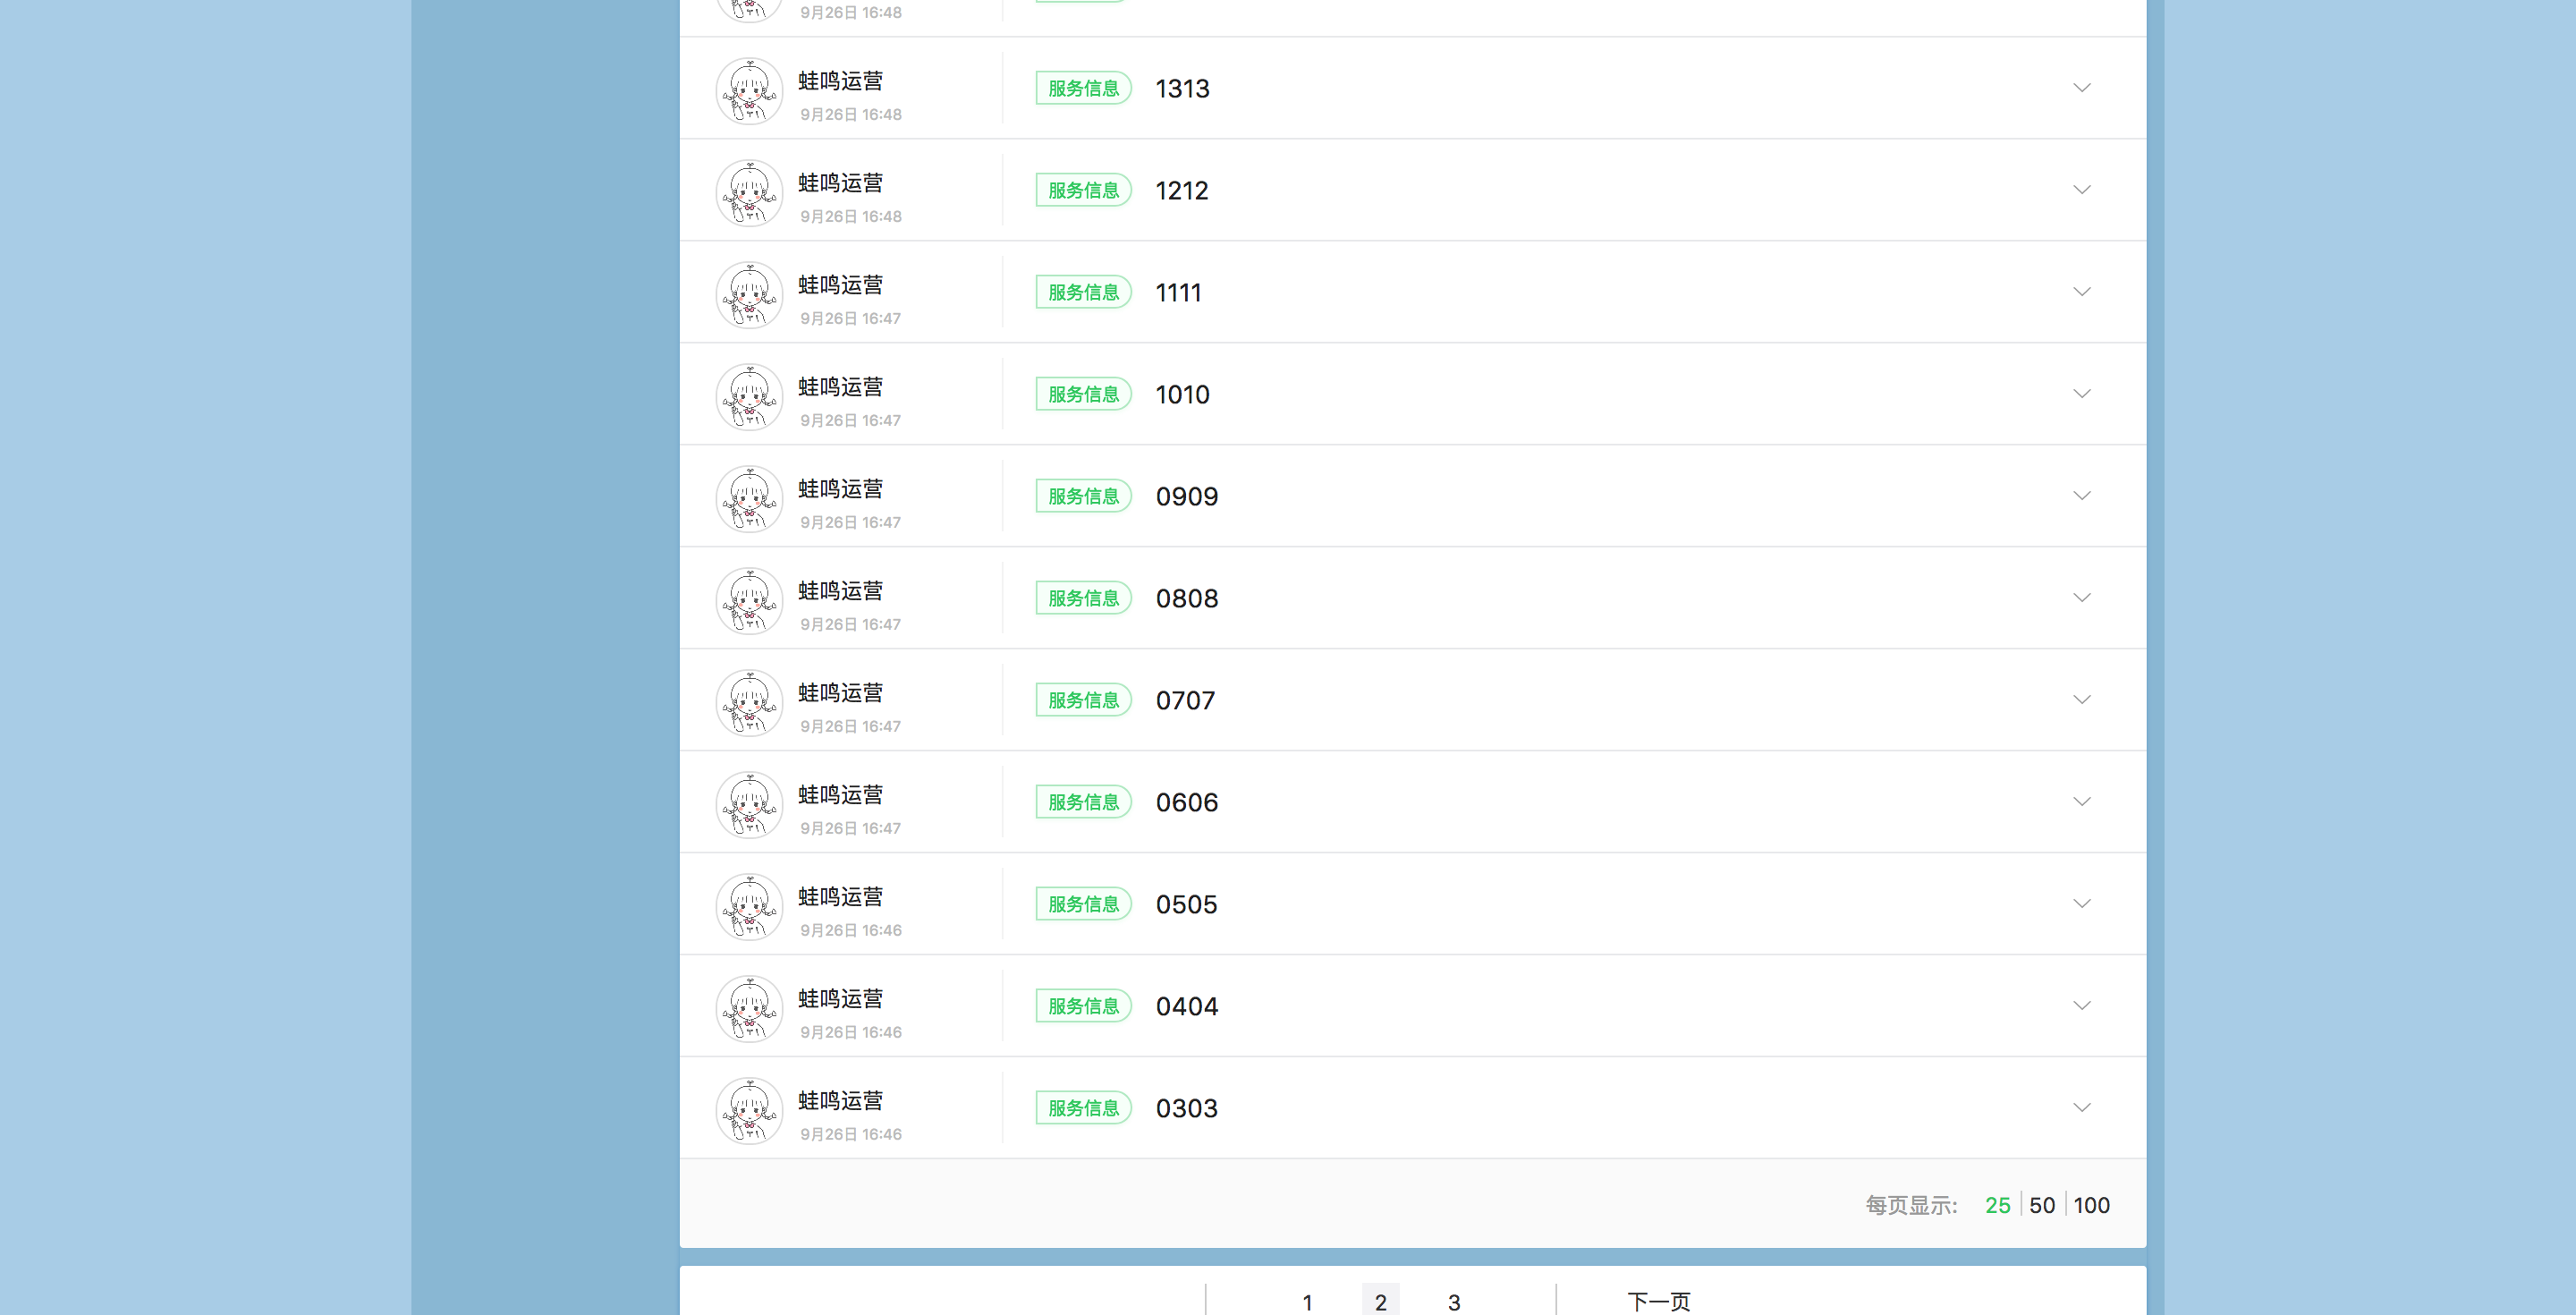 9月26日 16:48
蛙鸣运营
服务信息 1313
9月26日 16:48
蛙鸣运营
服务信息 1212
9月26日 16:48
蛙鸣运营
服务信息 1111
9月26日 16:47
蛙鸣运营
服务信息 1010
9月26日 16:47
蛙鸣运营
服务信息 0909
9月26日 16:47
蛙鸣运营
服务信息 0808
9月26日 16:47
蛙鸣运营
服务信息 0707
9月26日 16:47
蛙鸣运营
服务信息 0606
9月26日 16:47
蛙鸣运营
服务信息 0505
9月26日 16:46
蛙鸣运营
服务信息 0404
9月26日 16:46
蛙鸣运营
服务信息 0303
9月26日 16:46
每页显示: 25 50 100
1 2 3 下一页